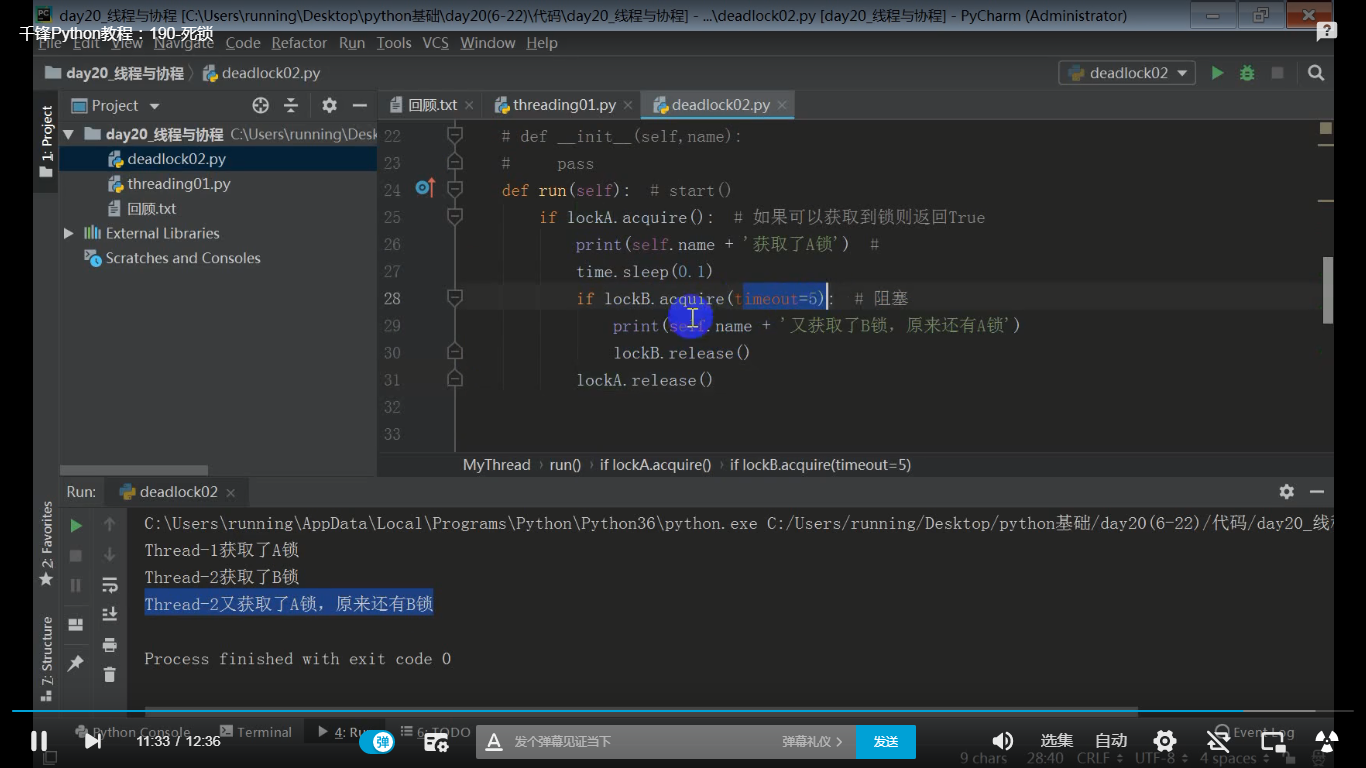 day20_线程与协程 [C:\Users\running\Desktop\python基础\day20(6-22)\代码\day20_线程与协程] - ...\deadlock02.py [day20_线程与协程] - PyCharm (Administrator)
千锋Python教程：190-死锁
File Edit View Navigate Code Refactor Run Tools VCS Window Help
day20_线程与协程 deadlock02.py
deadlock02
1: Project
Project
回顾.txt threading01.py deadlock02.py
day20_线程与协程 C:\Users\running\Desk
deadlock02.py
threading01.py
回顾.txt
External Libraries
Scratches and Consoles
22 # def __init__(self,name):
23 # pass
24 def run(self): # start()
25 if lockA.acquire(): # 如果可以获取到锁则返回True
26 print(self.name + '获取了A锁') #
27 time.sleep(0.1)
28 if lockB.acquire(timeout=5): # 阻塞
29 print(self.name + '又获取了B锁，原来还有A锁')
30 lockB.release()
31 lockA.release()
32
33
MyThread run() if lockA.acquire() if lockB.acquire(timeout=5)
Run: deadlock02
2: Favorites
7: Structure
C:\Users\running\AppData\Local\Programs\Python\Python36\python.exe C:/Users/running/Desktop/python基础/day20(6-22)/代码/day20_线程
Thread-1获取了A锁
Thread-2获取了B锁
Thread-2又获取了A锁，原来还有B锁
Process finished with exit code 0
Python Console Terminal 4: Ru 6: TODO Event Log
11:33 / 12:36 弹 A 发个弹幕见证当下 弹幕礼仪 > 发送 选集 自动
9 chars 28:40 CRLF UTF-8 4 spaces